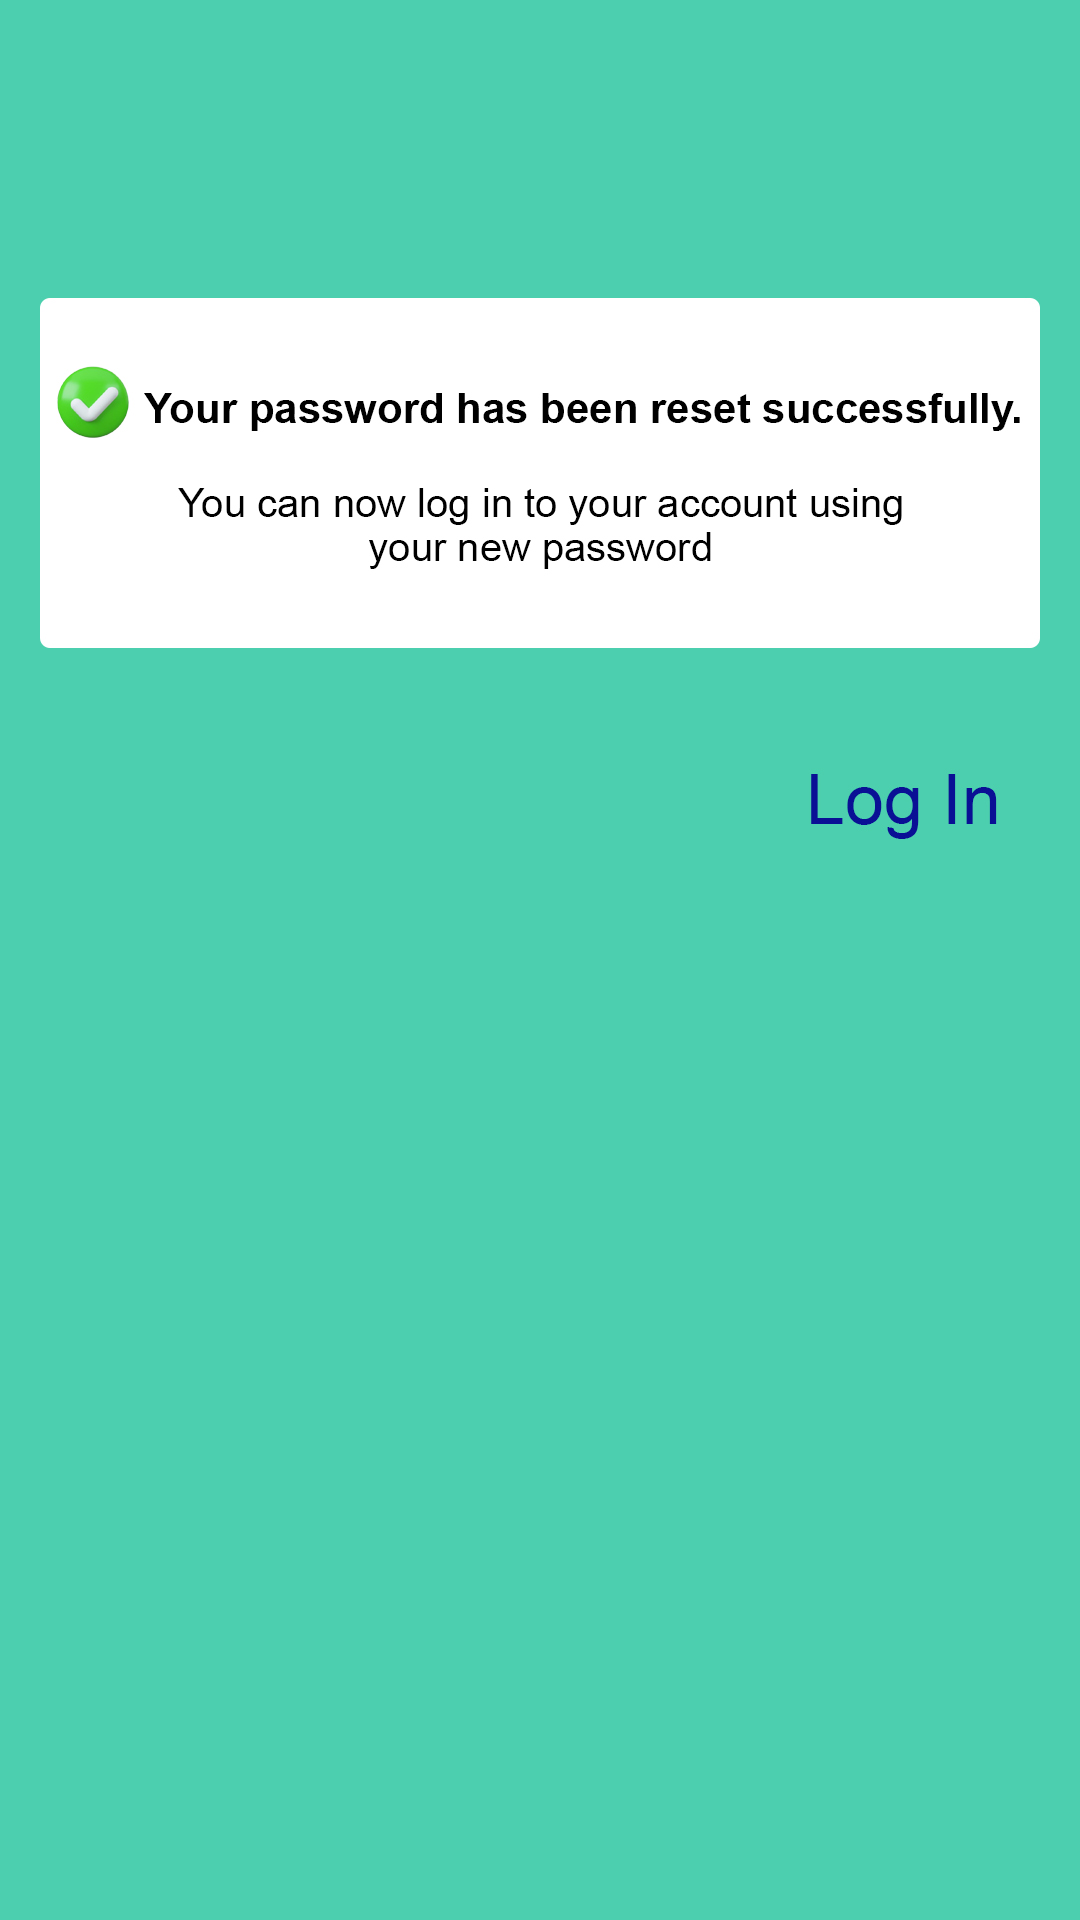 Your password has been reset successfully.
You can now log in to your account using
your new password
Log In